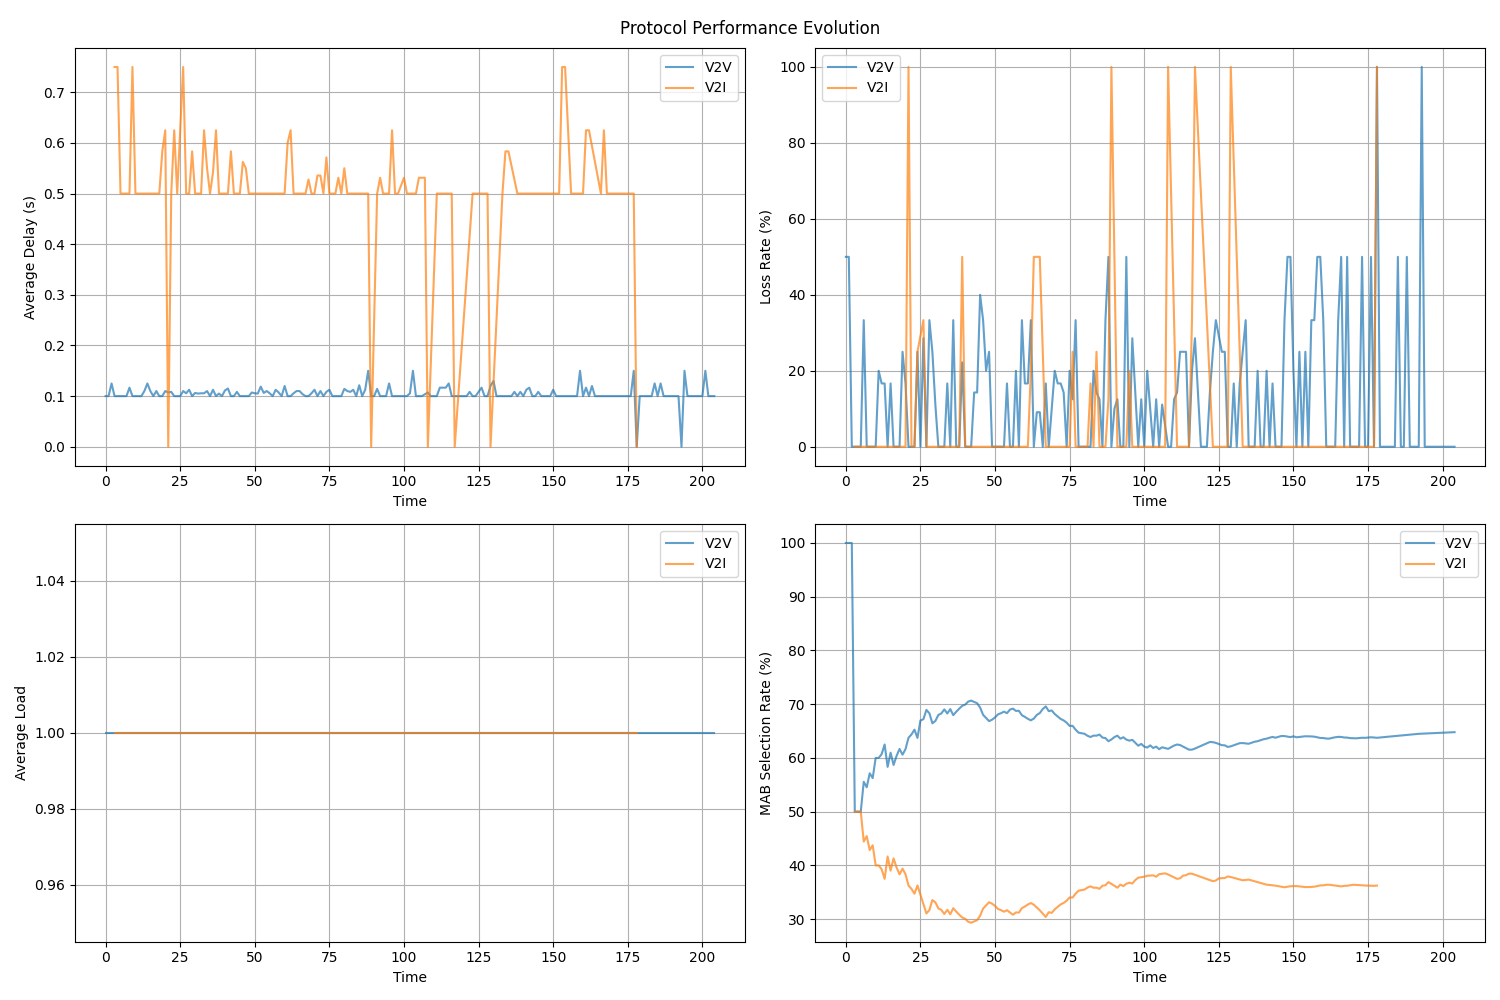 Protocol Performance Evolution
Average Delay (s)
0.7
0.6
0.5
0.4
0.3
0.2
0.1
0.0
V2V
V2I
0 25 50 75 100 125 150 175 200
Time
Loss Rate (%)
100
80
60
40
20
0
V2V
V2I
0 25 50 75 100 125 150 175 200
Time
Average Load
1.04
1.02
1.00
0.98
0.96
V2V
V2I
0 25 50 75 100 125 150 175 200
Time
MAB Selection Rate (%)
100
90
80
70
60
50
40
30
V2V
V2I
0 25 50 75 100 125 150 175 200
Time